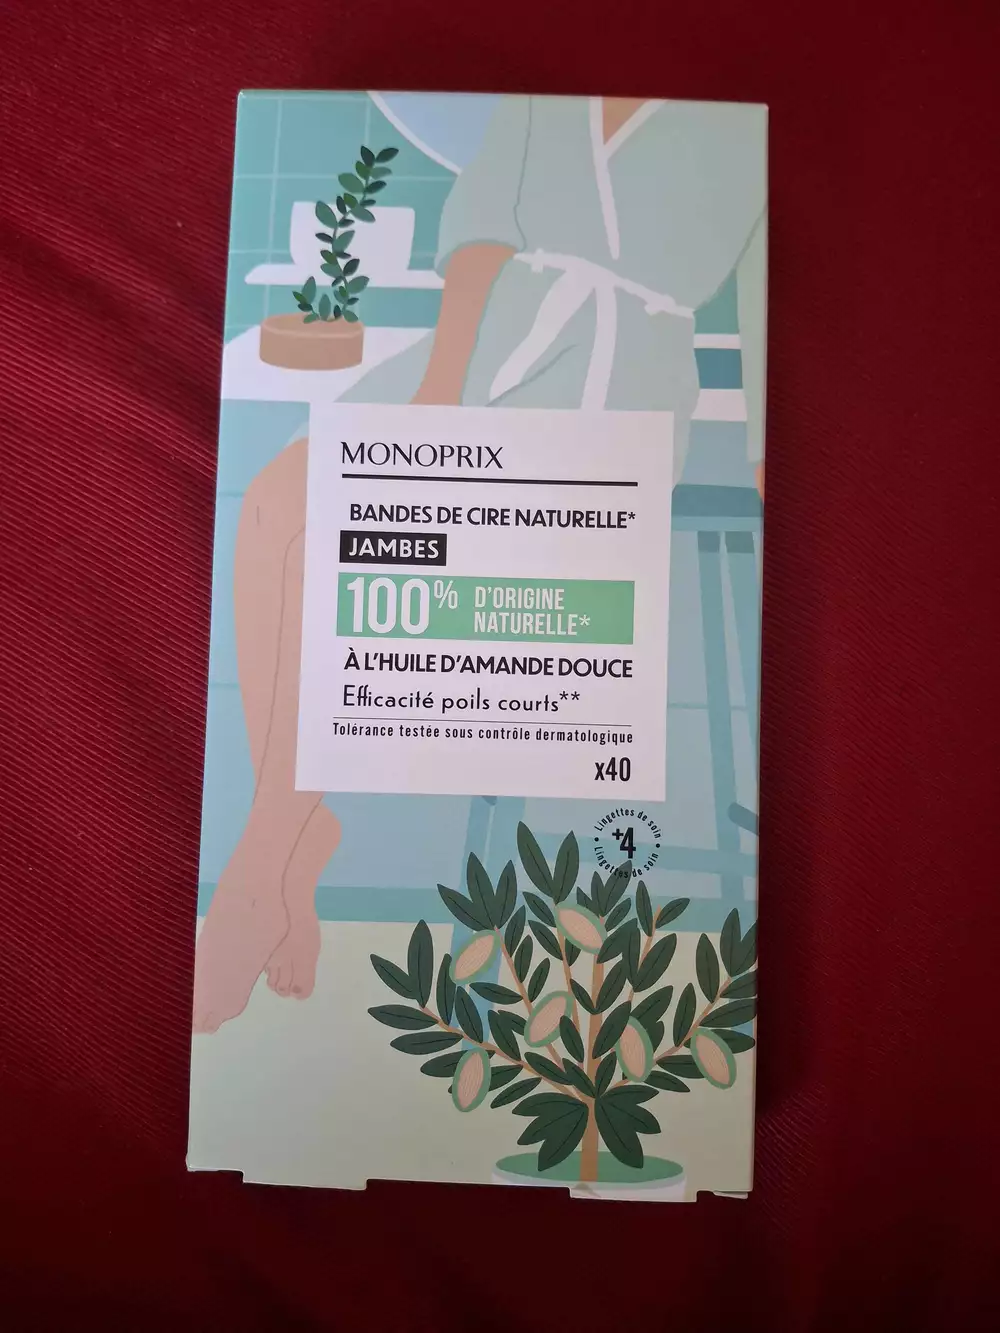 MONOPRIX
BANDES DE CIRE NATURELLE*
JAMBES
100% D'ORIGINE
NATURELLE*
À L'HUILE D'AMANDE DOUCE
Efficacité poils courts**
Tolérance testée sous contrôle dermatologique
x40
Lingettes de soin
+4
Lingettes de soin